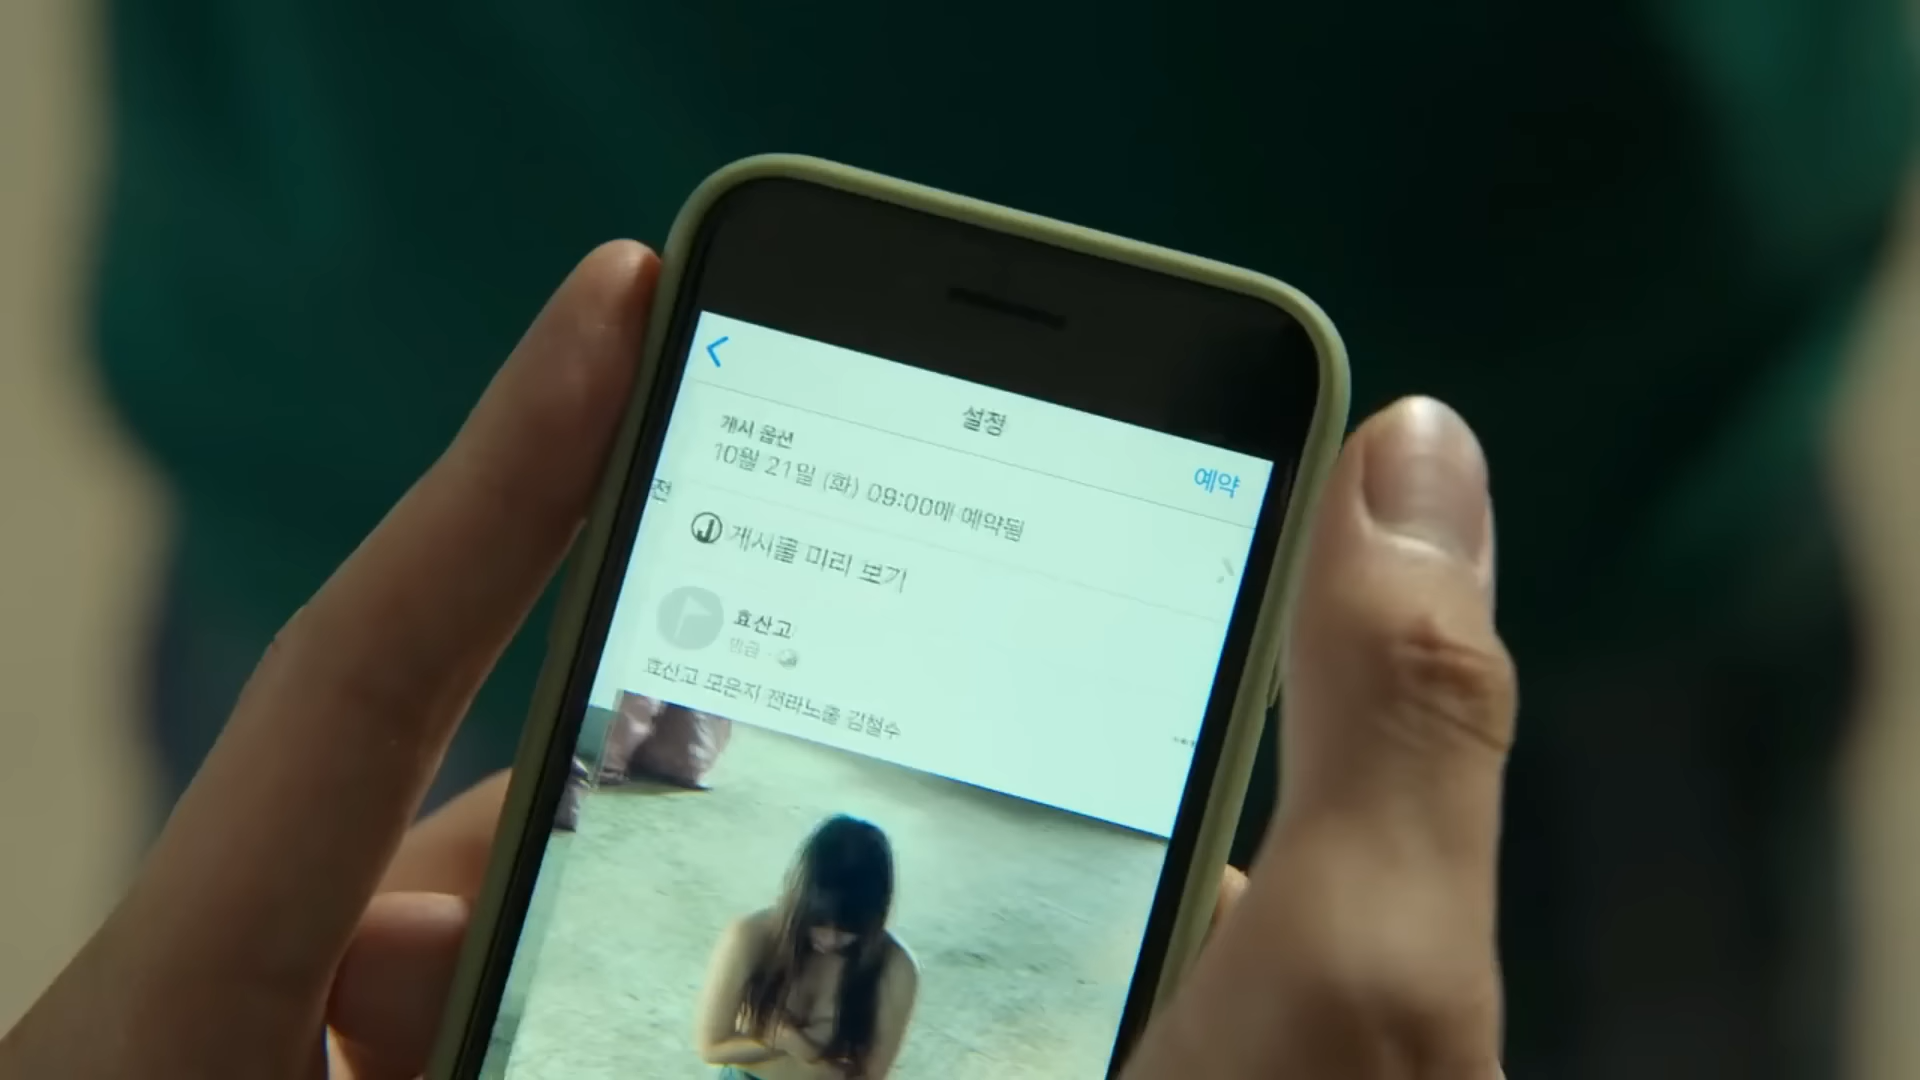 설정
예약
게시 옵션
10월 21일 (화) 09:00에 예약됨
전
게시물 미리 보기
효산고
방금
효산고 모은지 전라노출 김철수